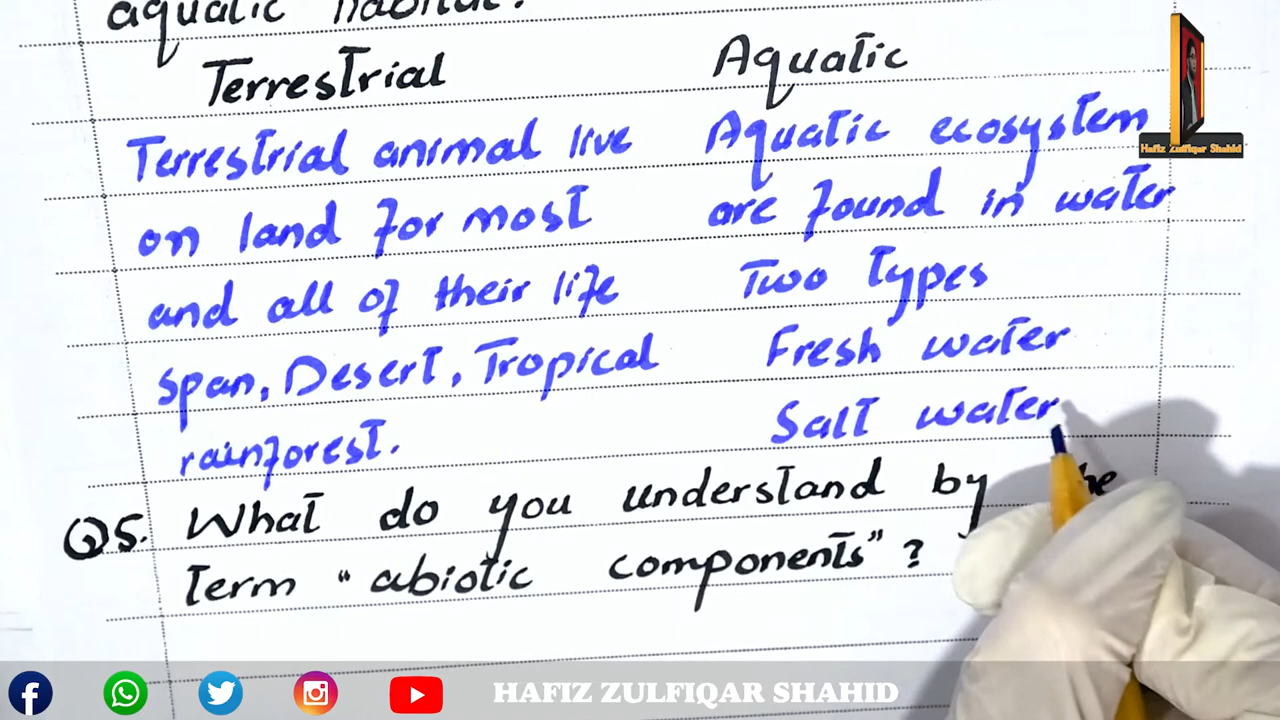 aquatic habitat?
Terrestrial Aquatic
Terrestrial animal live
on land for most
and all of their life
span, Desert, Tropical
rainforest.
Aquatic ecosystem
are found in water
Two types
Fresh water
Salt water
Q5. What do you understand by he
term "abiotic components"?
Hafiz Zulfiqar Shahid
HAFIZ ZULFIQAR SHAHID